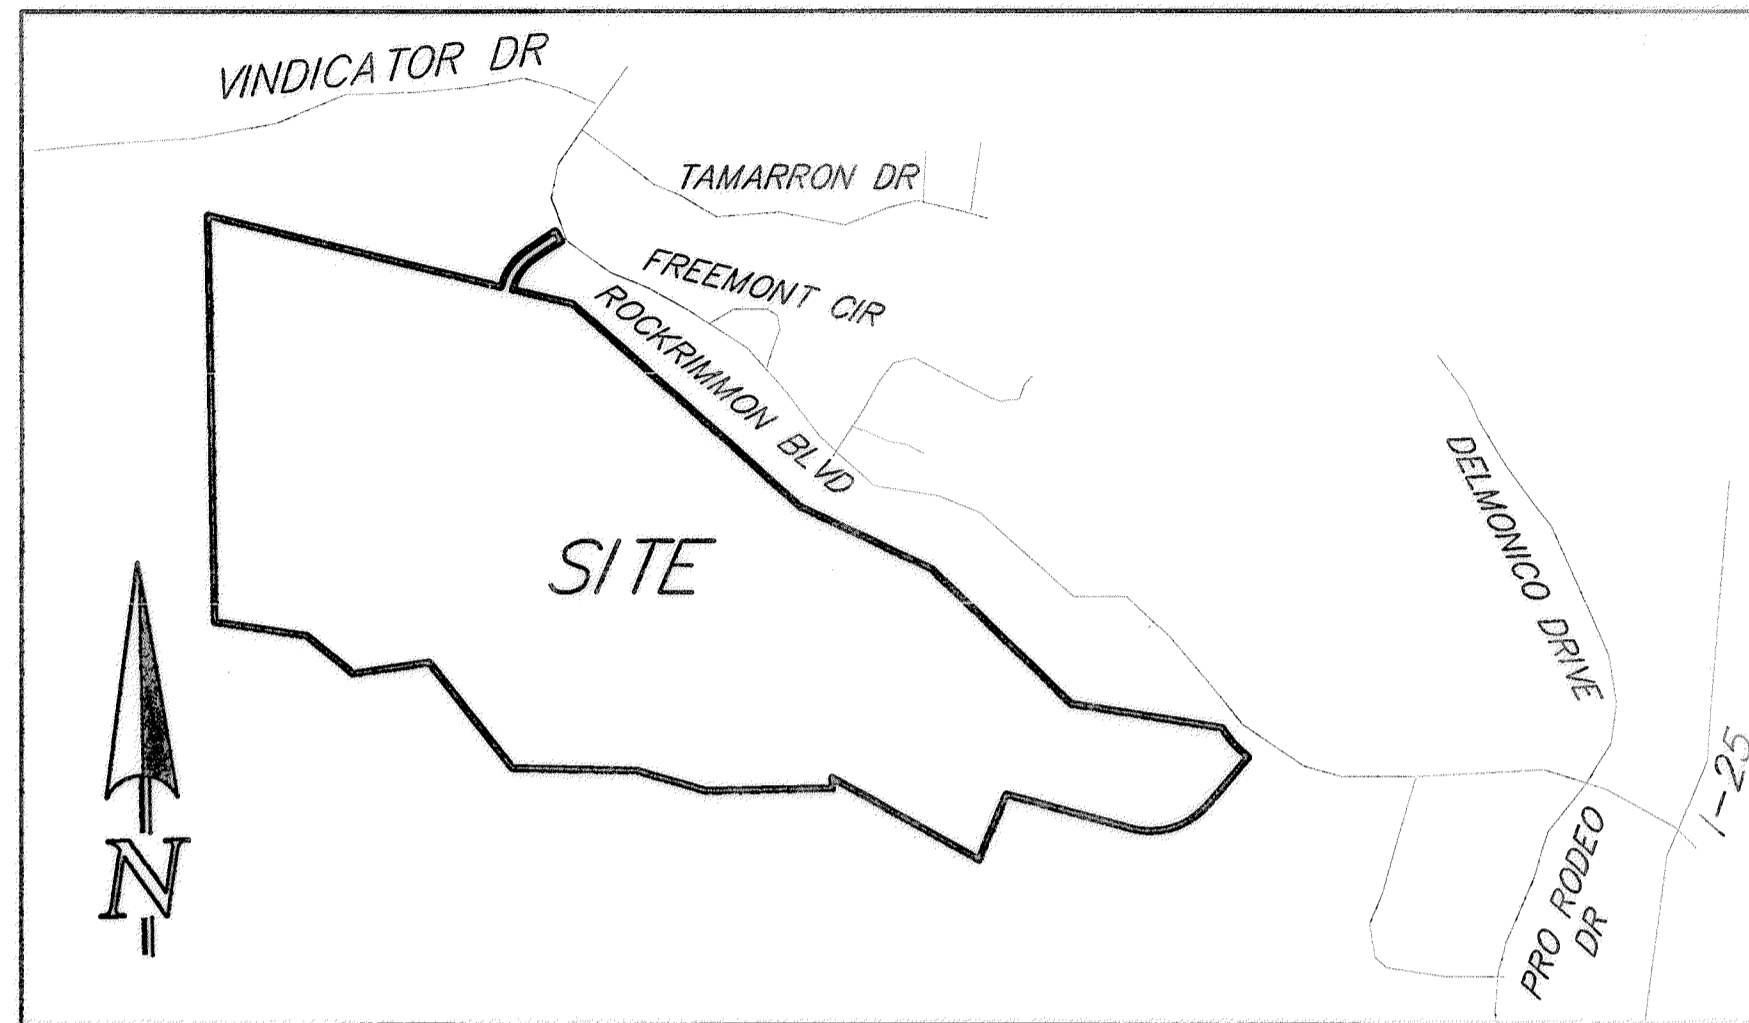 VINDICATOR DR
TAMARRON DR
FREEMONT CIR
ROCKRIMMON BLVD
SITE
DELMONICO DRIVE
I-25
N
PRO RODEO
DR